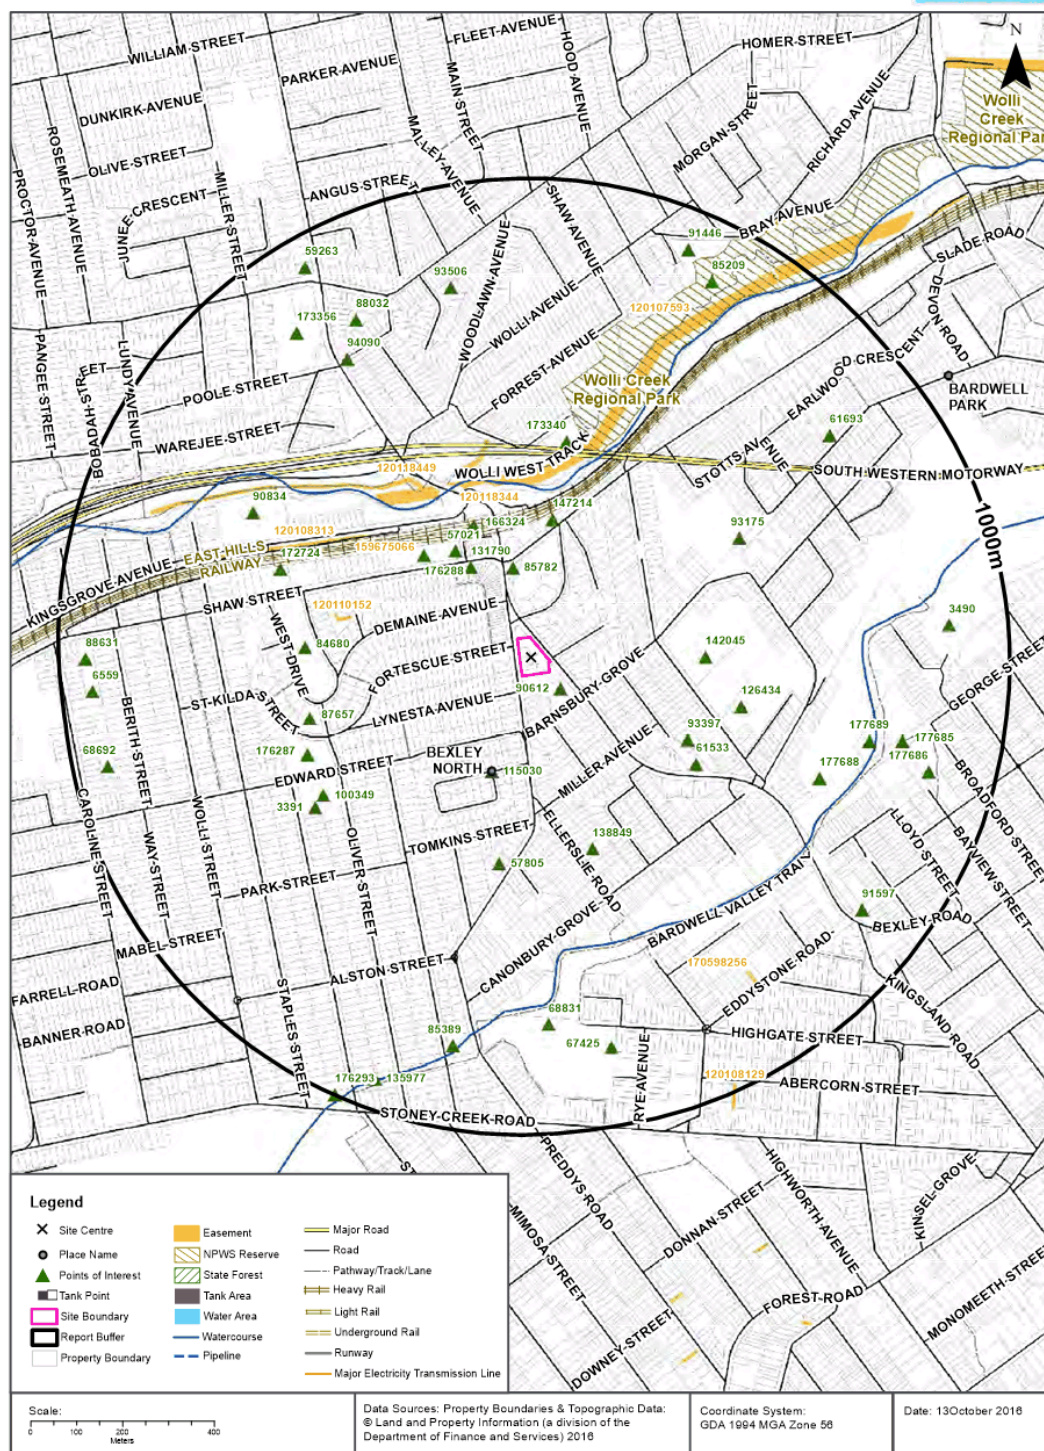 N
WILLIAM STREET
FLEET AVENUE
HOOD AVENUE
HOMER STREET
PARKER AVENUE
MAIN STREET
DUNKIRK AVENUE
ROSEMEATH AVENUE
OLIVE STREET
MALLEY AVENUE
MORGAN STREET
RICHARD AVENUE
Wolli
Creek
Regional Par
PROCTOR AVENUE
JUNEE CRESCENT
MILLER STREET
ANGUS STREET
SHAW AVENUE
BRAY AVENUE
SLADE ROAD
59263
93506
91446
85209
WOODLAWN AVENUE
WOLLI AVENUE
DEVON ROAD
88032
173356
94090
120107593
PANGEE STREET
LUNDY AVENUE
BOBADAH STREET
POOLE STREET
FORREST AVENUE
Wolli Creek
Regional Park
EARLWOOD CRESCENT
BARDWELL
PARK
61693
WAREJEE STREET
173340
STOTTS AVENUE
WOLLI WEST TRACK
SOUTH WESTERN MOTORWAY
120118449
120118344
90834
147214
166324
93175
1000m
120108313
57021
EAST HILLS
RAILWAY
159675066
131790
172724
176288
85782
KINGSGROVE AVENUE
SHAW STREET
120110152
DEMAINE AVENUE
3490
WEST DRIVE
84680
FORTESCUE STREET
142045
88631
6559
ST KILDA STREET
LYNESTA AVENUE
90612
BARNSBURY GROVE
126434
GEORGE STREET
BERITH STREET
87657
93397
61533
177689
177685
177686
177688
68692
176287
EDWARD STREET
BEXLEY
NORTH
115030
MILLER AVENUE
BROADFORD STREET
100349
3391
CAROLINE STREET
WAY STREET
WOLLI STREET
OLIVER STREET
TOMKINS STREET
ELLERSLIE ROAD
138849
57805
LLOYD STREET
BAYVIEW STREET
PARK STREET
91597
BEXLEY ROAD
CANONBURY GROVE
BARDWELL VALLEY TRAIL
MABEL STREET
ALSTON STREET
170598256
EDDYSTONE ROAD
KINGSLAND ROAD
FARRELL ROAD
STAPLES STREET
BANNER ROAD
85389
68831
67425
HIGHGATE STREET
RYE AVENUE
176293
135977
120108129
ABERCORN STREET
STONEY CREEK ROAD
PREDDYS ROAD
MIMOSA STREET
DONNAN STREET
HIGHWORTH AVENUE
KINSEL GROVE
FOREST ROAD
MONOMEETH STREE
DOWNEY STREET
Legend
Site Centre
Place Name
Points of Interest
Tank Point
Site Boundary
Report Buffer
Property Boundary
Easement
NPWS Reserve
State Forest
Tank Area
Water Area
Watercourse
Pipeline
Major Road
Road
Pathway/Track/Lane
Heavy Rail
Light Rail
Underground Rail
Runway
Major Electricity Transmission Line
Scale:
0 100 200 400
Meters
Data Sources: Property Boundaries & Topographic Data:
© Land and Property Information (a division of the
Department of Finance and Services) 2016
Coordinate System:
GDA 1994 MGA Zone 56
Date: 13October 2016